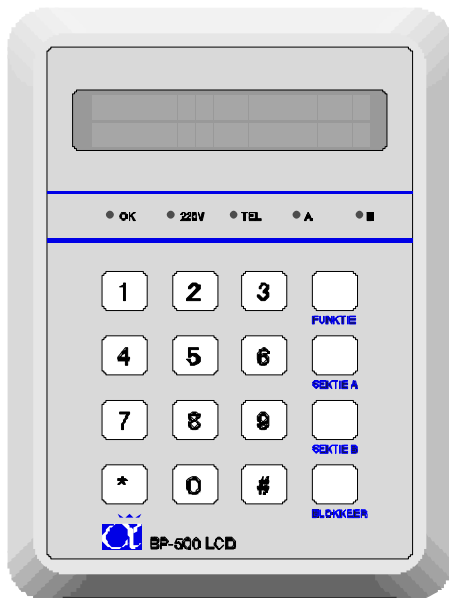 OK 220V TEL A B
1 2 3
FUNKTIE
4 5 6
SEKTIE A
7 8 9
SEKTIE B
* 0 #
BLOKKEER
BP-500 LCD